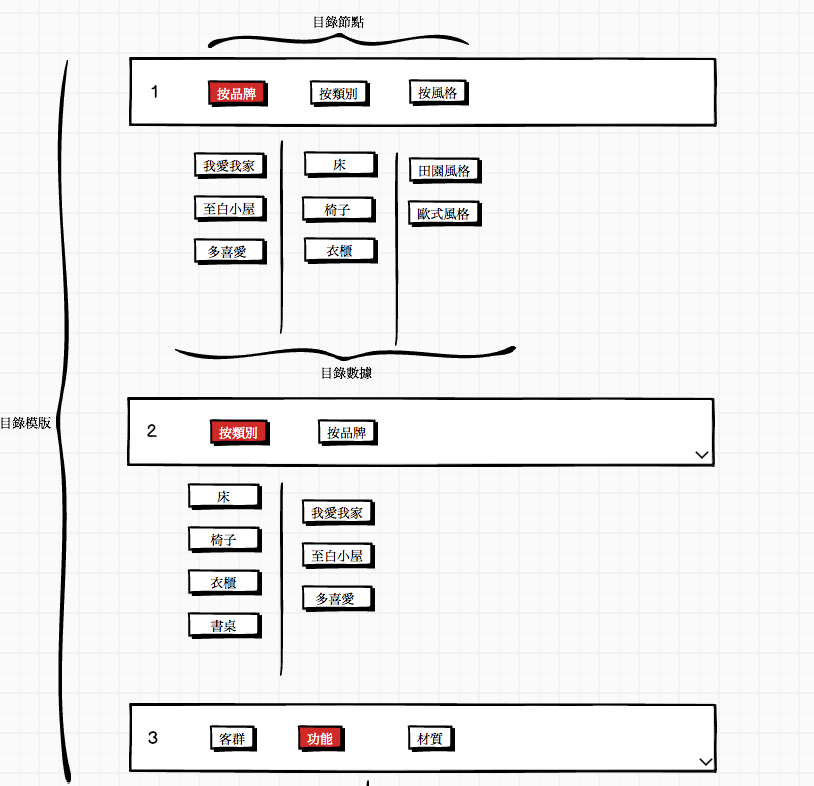 目錄節點
1 按品牌 按類別 按風格
我愛我家 床 田園風格
至白小屋 椅子 歐式風格
多喜愛 衣櫃
目錄數據
目錄模版
2 按類別 按品牌
床 我愛我家
椅子 至白小屋
衣櫃 多喜愛
書桌
3 客群 功能 材質